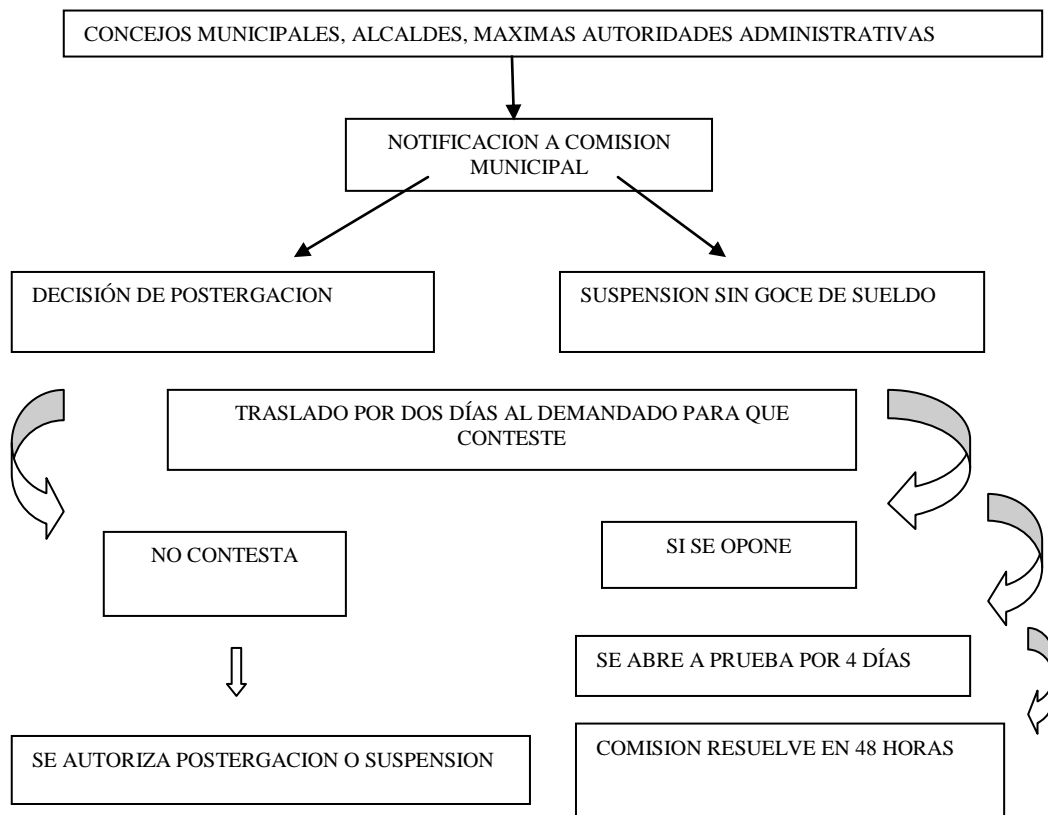 CONCEJOS MUNICIPALES, ALCALDES, MAXIMAS AUTORIDADES ADMINISTRATIVAS
NOTIFICACION A COMISION
MUNICIPAL
DECISIÓN DE POSTERGACION
SUSPENSION SIN GOCE DE SUELDO
TRASLADO POR DOS DÍAS AL DEMANDADO PARA QUE
CONTESTE
NO CONTESTA
SI SE OPONE
SE ABRE A PRUEBA POR 4 DÍAS
SE AUTORIZA POSTERGACION O SUSPENSION
COMISION RESUELVE EN 48 HORAS